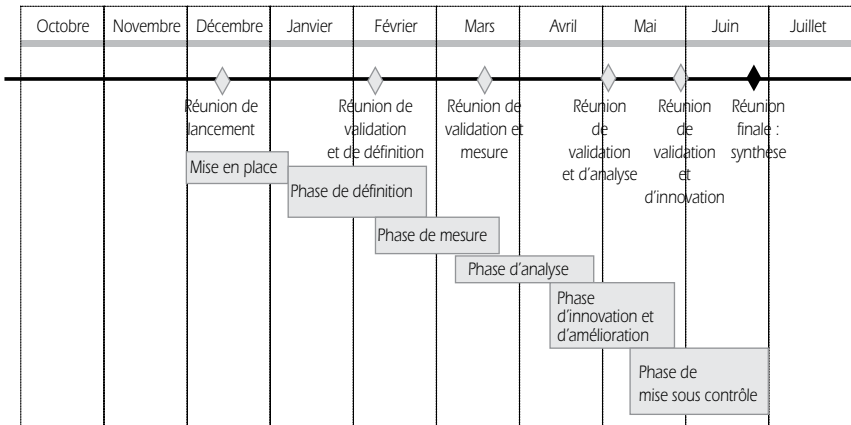 Octobre Novembre Décembre Janvier Février Mars Avril Mai Juin Juillet
Réunion de
lancement
Réunion de
validation
et de définition
Réunion de
validation et
mesure
Réunion
de
validation
et d'analyse
Réunion
de
validation
et
d'innovation
Réunion
finale :
synthèse
Mise en place
Phase de définition
Phase de mesure
Phase d'analyse
Phase
d'innovation et
d'amélioration
Phase de
mise sous contrôle